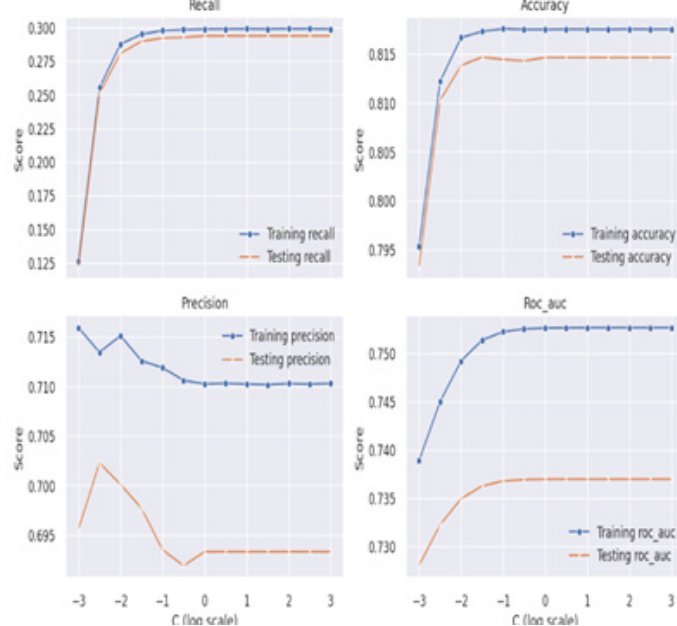 Recall
Score
0.300
0.275
0.250
0.225
0.200
0.175
0.150
0.125
Training recall
Testing recall
Accuracy
Score
0.815
0.810
0.805
0.800
0.795
Training accuracy
Testing accuracy
Precision
Score
0.715
0.710
0.705
0.700
0.695
Training precision
Testing precision
−3 −2 −1 0 1 2 3
C (log scale)
Roc_auc
Score
0.750
0.745
0.740
0.735
0.730
Training roc_auc
Testing roc_auc
−3 −2 −1 0 1 2 3
C (log scale)